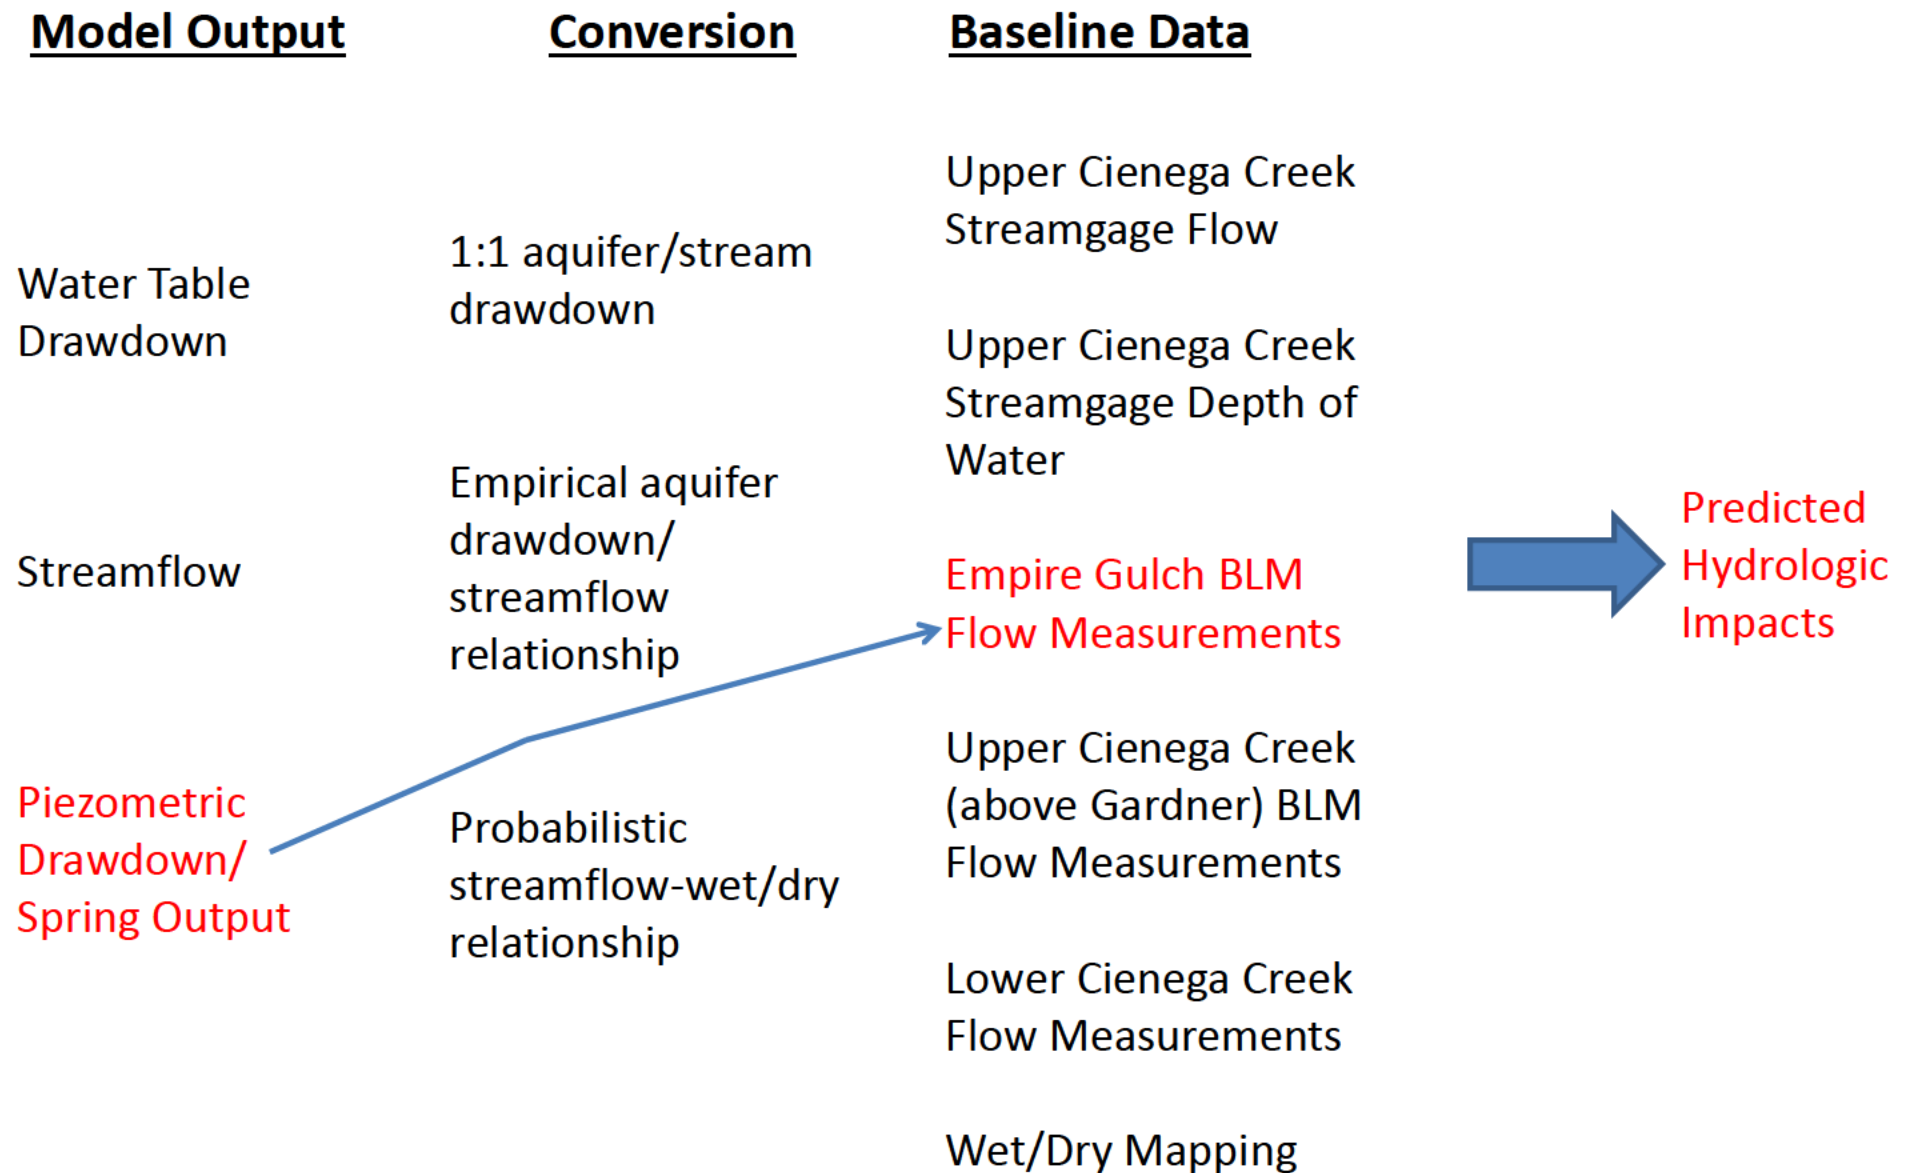 Model Output
Conversion
Baseline Data
Water Table
Drawdown
Streamflow
Piezometric
Drawdown/
Spring Output
1:1 aquifer/stream
drawdown
Empirical aquifer
drawdown/
streamflow
relationship
Probabilistic
streamflow-wet/dry
relationship
Upper Cienega Creek
Streamgage Flow
Upper Cienega Creek
Streamgage Depth of
Water
Empire Gulch BLM
Flow Measurements
Upper Cienega Creek
(above Gardner) BLM
Flow Measurements
Lower Cienega Creek
Flow Measurements
Wet/Dry Mapping
Predicted
Hydrologic
Impacts